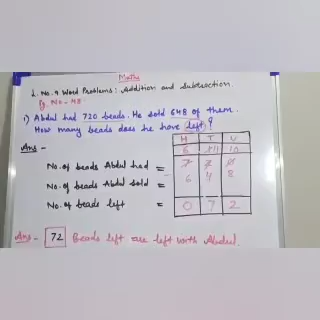 Maths
L. No. 9 Word Problems: Addition and Subtraction.
Pg. No - 48
1) Abdul had 720 beads. He sold 648 of them.
How many beads does he have left?
Ans -
H T U
6 11 10
No. of beads Abdul had = 7 2 0
No. of beads Abdul sold = 6 4 8
No. of beads left = 0 7 2
Ans - 72 Beads left are left with Abdul.